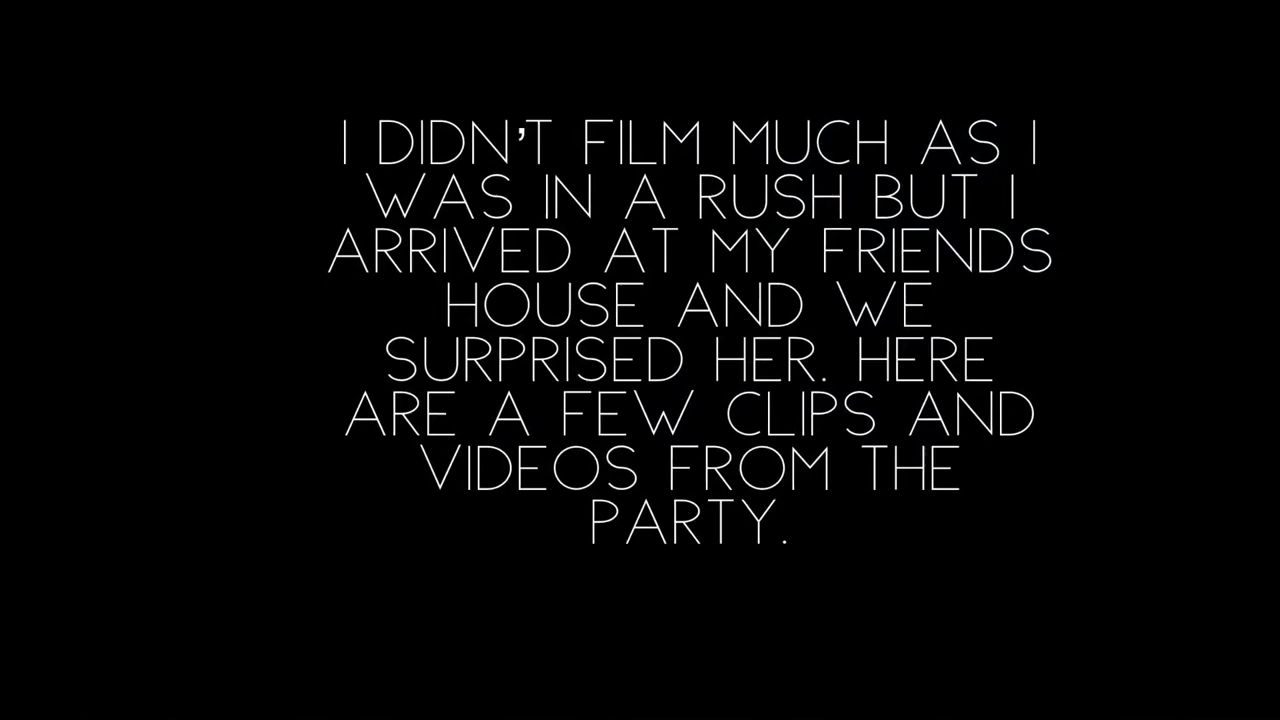 I DIDN'T FILM MUCH AS I
WAS IN A RUSH BUT I
ARRIVED AT MY FRIENDS
HOUSE AND WE
SURPRISED HER. HERE
ARE A FEW CLIPS AND
VIDEOS FROM THE
PARTY.